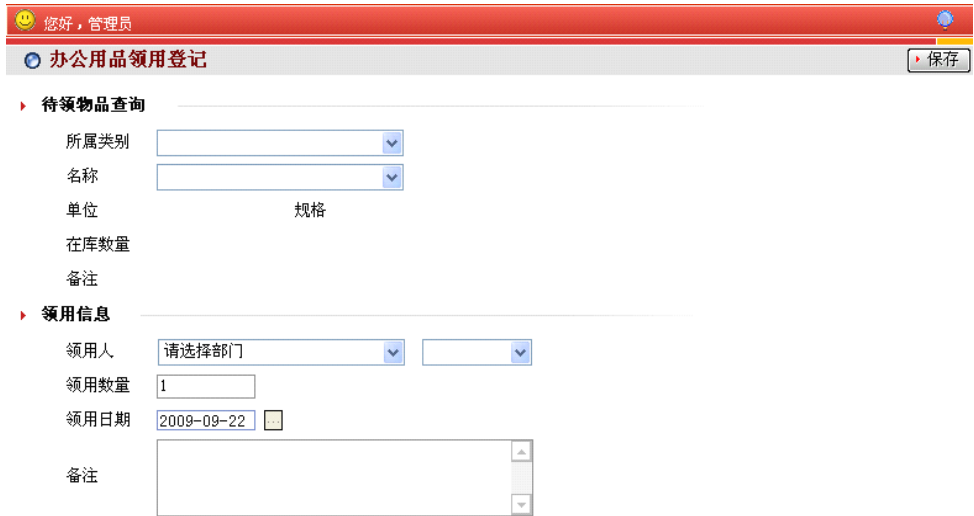 您好，管理员
办公用品领用登记 保存
待领物品查询
所属类别
名称
单位 规格
在库数量
备注
领用信息
领用人 请选择部门
领用数量 1
领用日期 2009-09-22 ...
备注